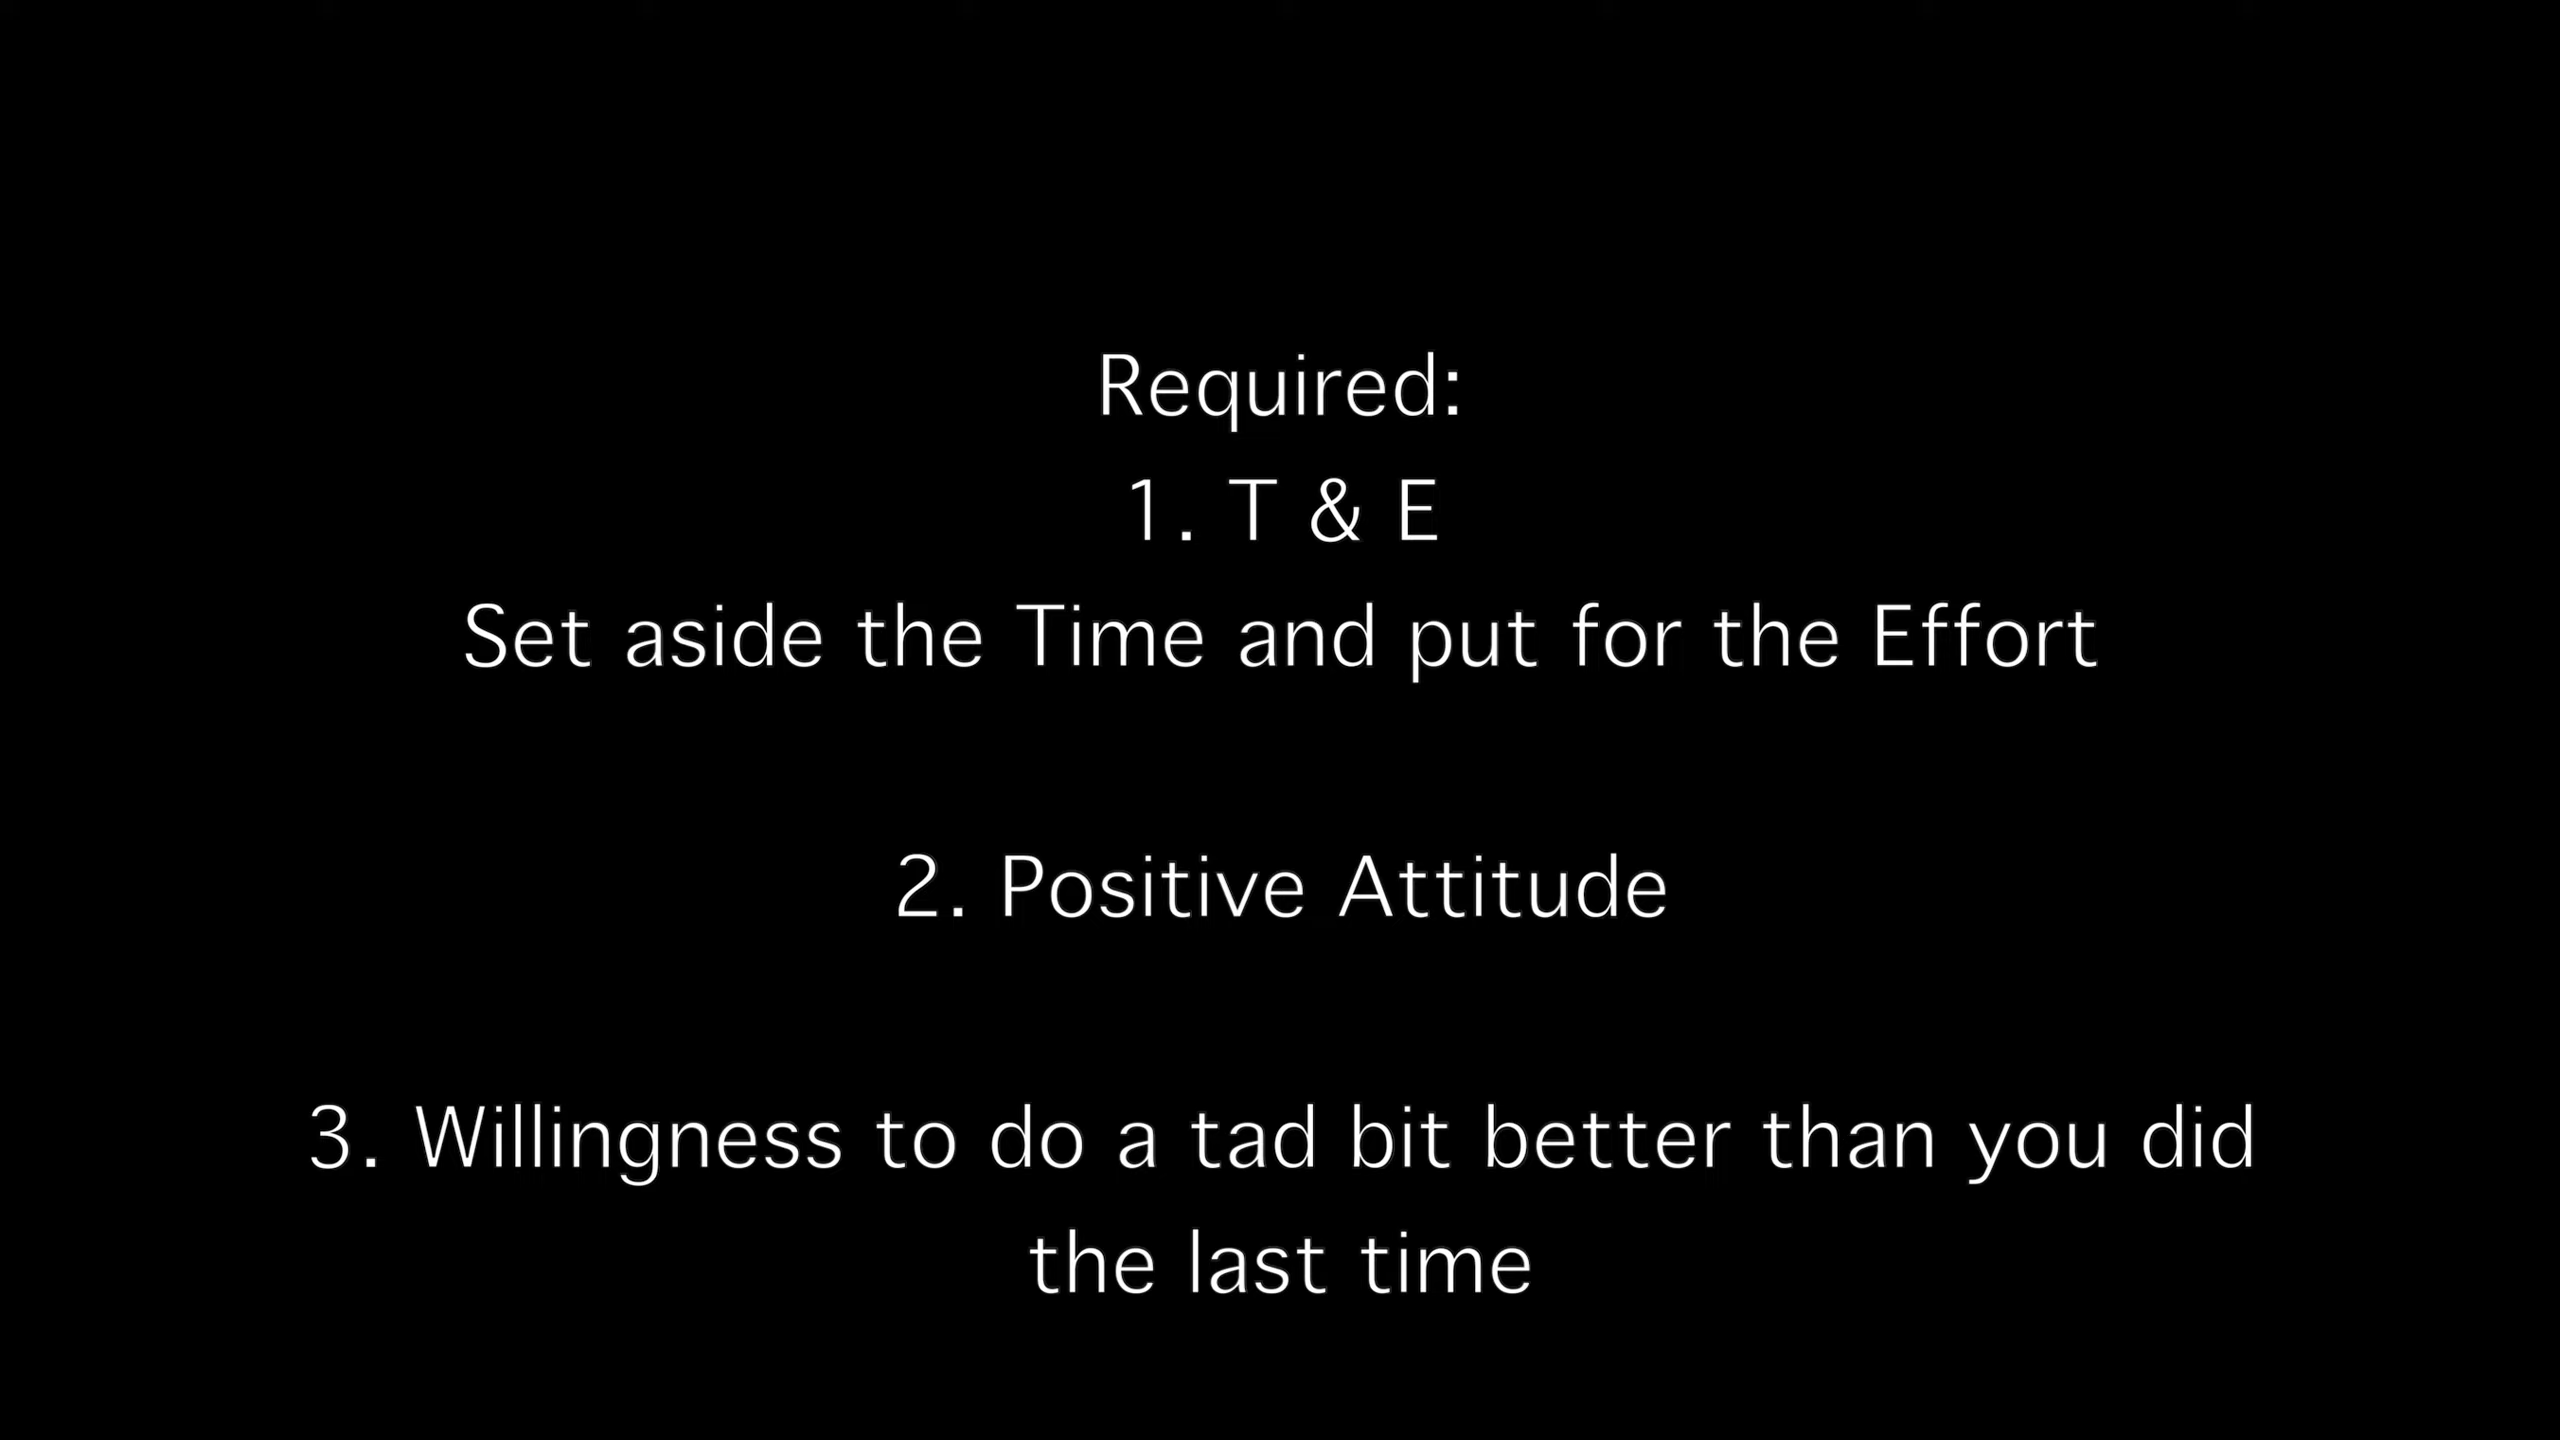 Required:
1. T & E
Set aside the Time and put for the Effort
2. Positive Attitude
3. Willingness to do a tad bit better than you did
the last time